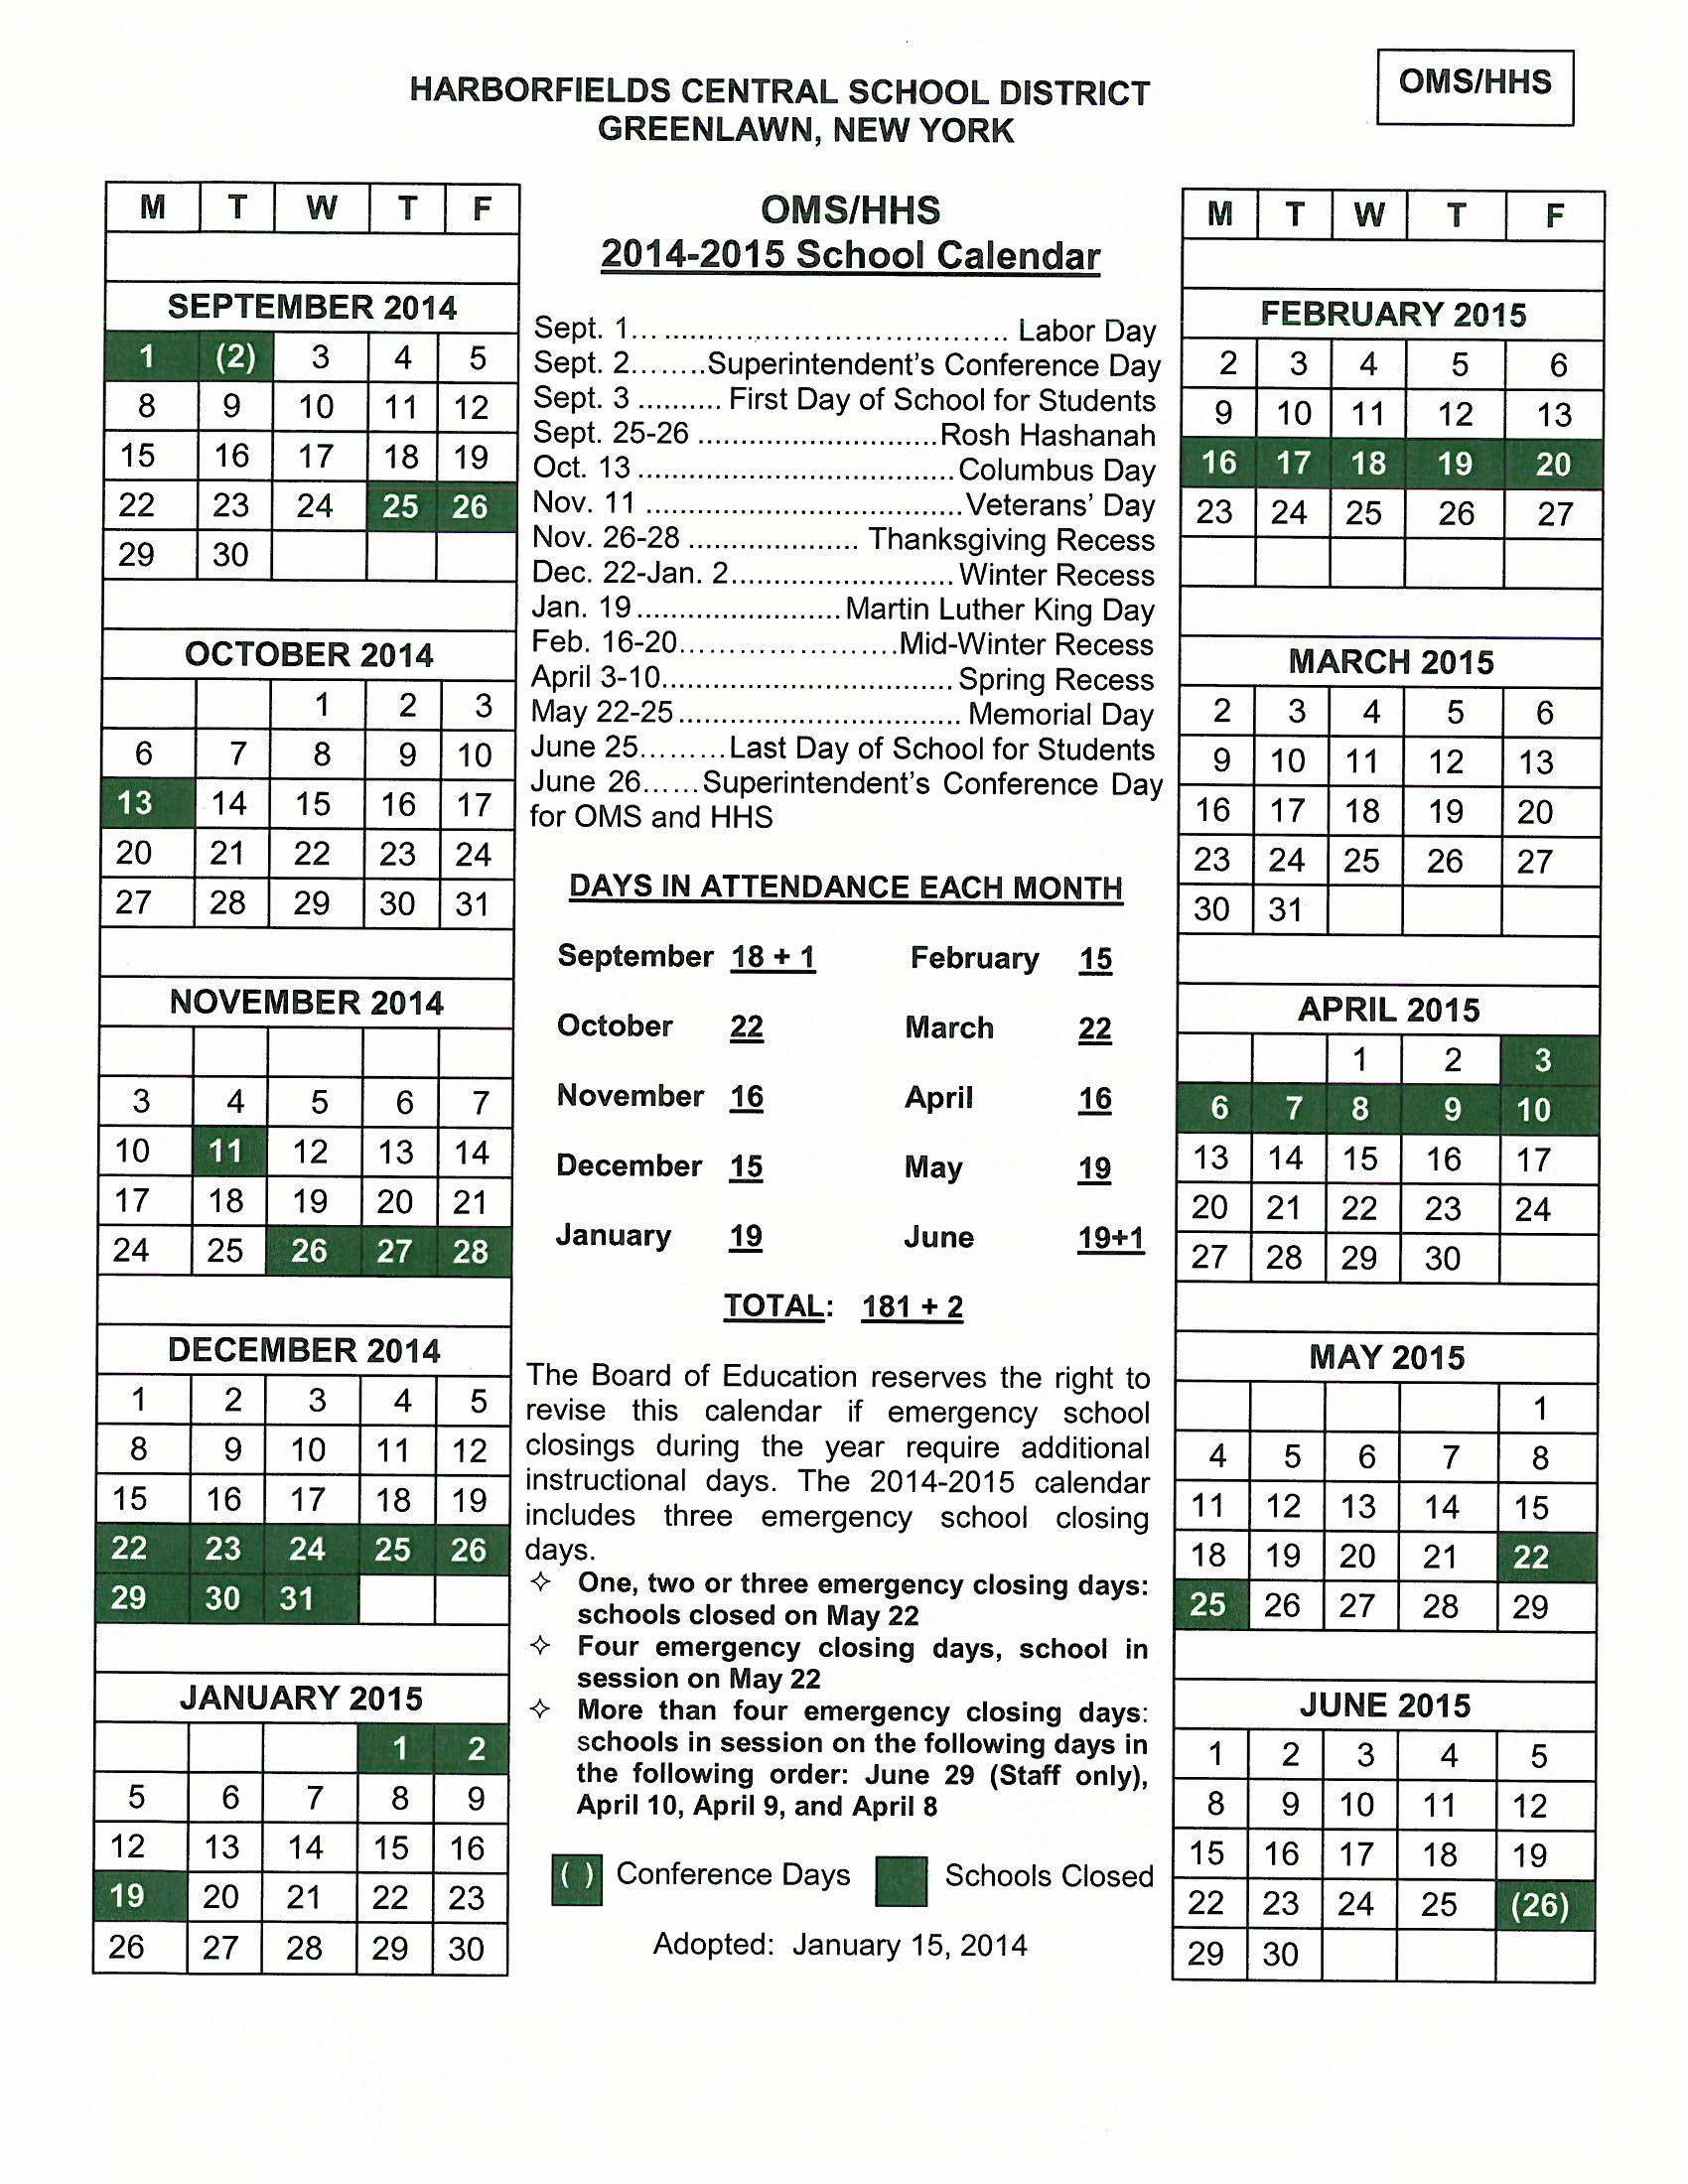 OMS/HHS
HARBORFIELDS CENTRAL SCHOOL DISTRICT
GREENLAWN, NEW YORK
M T W T F
SEPTEMBER 2014
1 (2) 3 4 5
8 9 10 11 12
15 16 17 18 19
22 23 24 25 26
29 30
OCTOBER 2014
1 2 3
6 7 8 9 10
13 14 15 16 17
20 21 22 23 24
27 28 29 30 31
NOVEMBER 2014
3 4 5 6 7
10 11 12 13 14
17 18 19 20 21
24 25 26 27 28
DECEMBER 2014
1 2 3 4 5
8 9 10 11 12
15 16 17 18 19
22 23 24 25 26
29 30 31
JANUARY 2015
1 2
5 6 7 8 9
12 13 14 15 16
19 20 21 22 23
26 27 28 29 30
OMS/HHS
2014-2015 School Calendar
Sept. 1... ........................................ Labor Day
Sept. 2........Superintendent's Conference Day
Sept. 3 .......... First Day of School for Students
Sept. 25-26 ............................Rosh Hashanah
Oct. 13 .....................................Columbus Day
Nov. 11 .....................................Veterans' Day
Nov. 26-28 .................... Thanksgiving Recess
Dec. 22-Jan. 2.......................... Winter Recess
Jan. 19........................ Martin Luther King Day
Feb. 16-20.........................Mid-Winter Recess
April 3-10.................................. Spring Recess
May 22-25................................. Memorial Day
June 25.........Last Day of School for Students
June 26......Superintendent's Conference Day
for OMS and HHS
DAYS IN ATTENDANCE EACH MONTH
September 18 + 1 February 15
October 22 March 22
November 16 April 16
December 15 May 19
January 19 June 19+1
TOTAL: 181 + 2
The Board of Education reserves the right to
revise this calendar if emergency school
closings during the year require additional
instructional days. The 2014-2015 calendar
includes three emergency school closing
days.
✧ One, two or three emergency closing days:
schools closed on May 22
✧ Four emergency closing days, school in
session on May 22
✧ More than four emergency closing days:
schools in session on the following days in
the following order: June 29 (Staff only),
April 10, April 9, and April 8
( ) Conference Days Schools Closed
Adopted: January 15, 2014
M T W T F
FEBRUARY 2015
2 3 4 5 6
9 10 11 12 13
16 17 18 19 20
23 24 25 26 27
MARCH 2015
2 3 4 5 6
9 10 11 12 13
16 17 18 19 20
23 24 25 26 27
30 31
APRIL 2015
1 2 3
6 7 8 9 10
13 14 15 16 17
20 21 22 23 24
27 28 29 30
MAY 2015
1
4 5 6 7 8
11 12 13 14 15
18 19 20 21 22
25 26 27 28 29
JUNE 2015
1 2 3 4 5
8 9 10 11 12
15 16 17 18 19
22 23 24 25 (26)
29 30